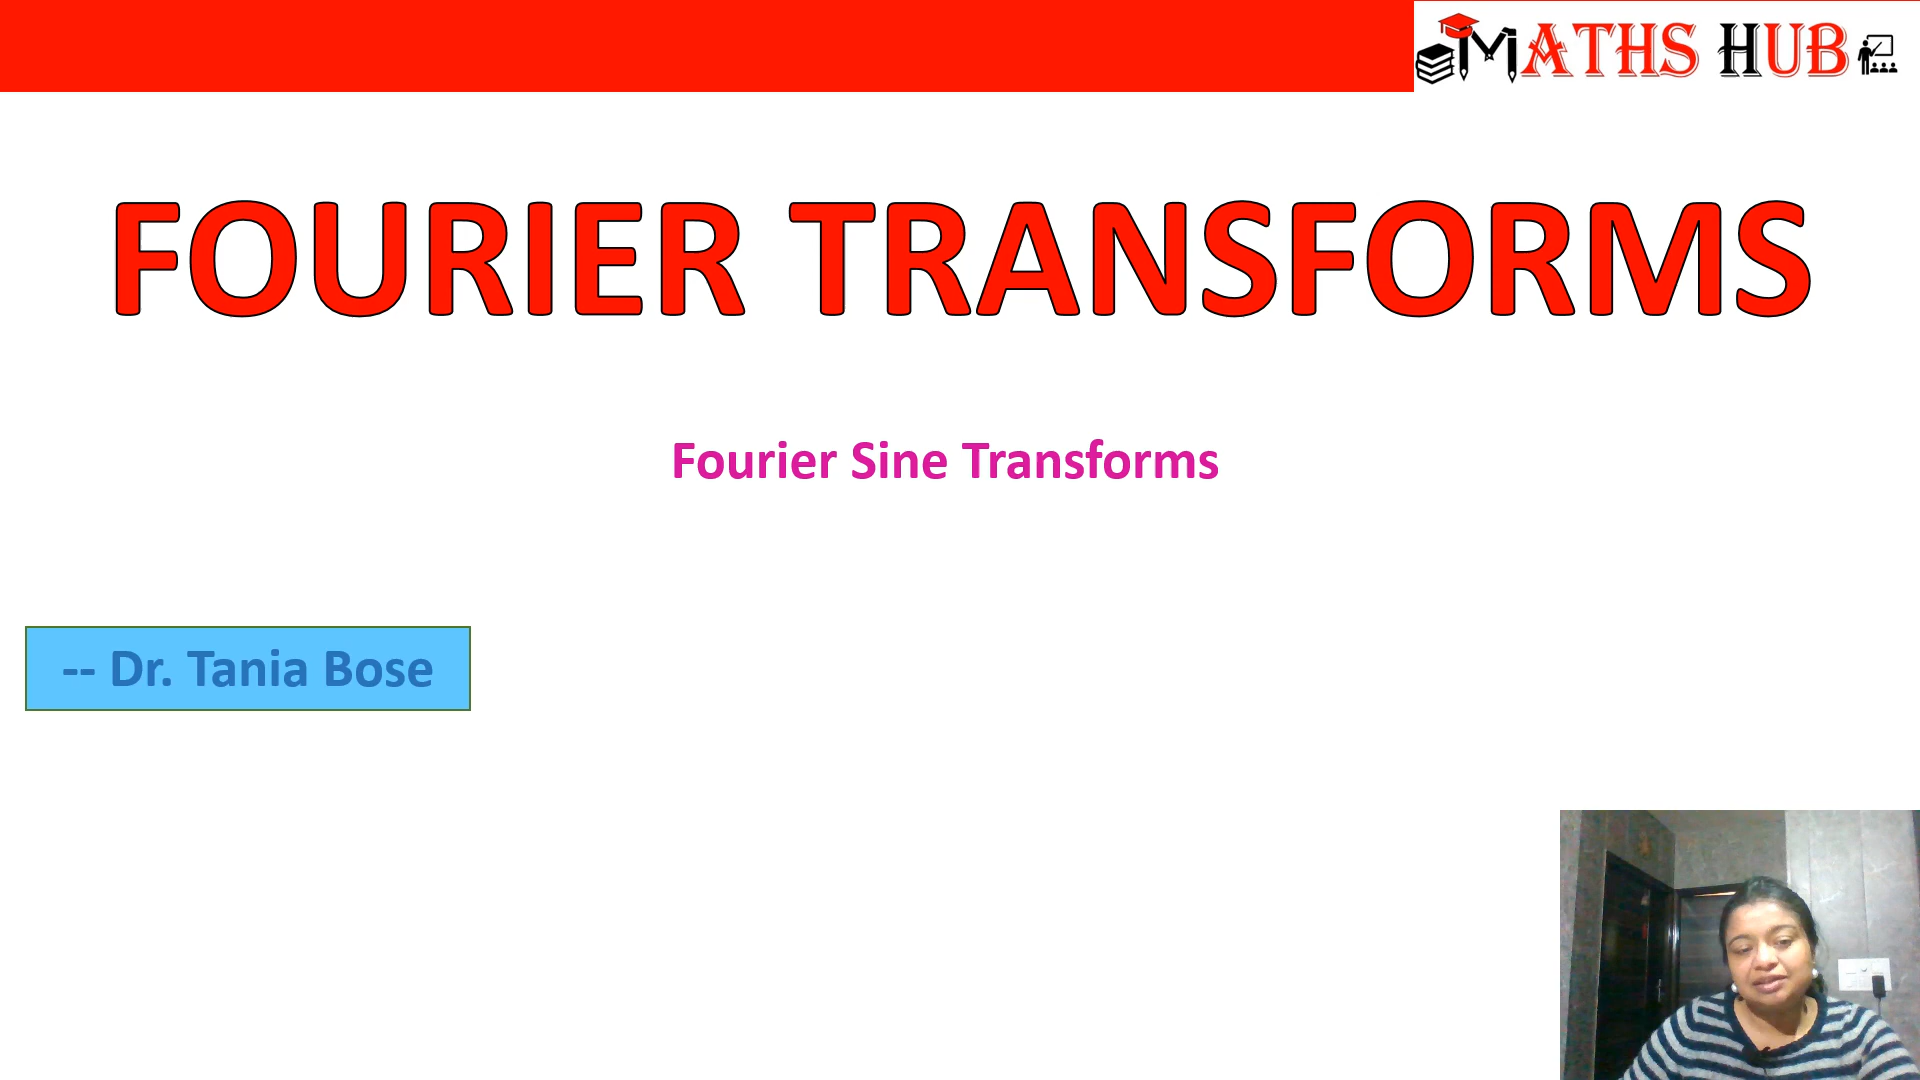 MATHS HUB
FOURIER TRANSFORMS
Fourier Sine Transforms
-- Dr. Tania Bose